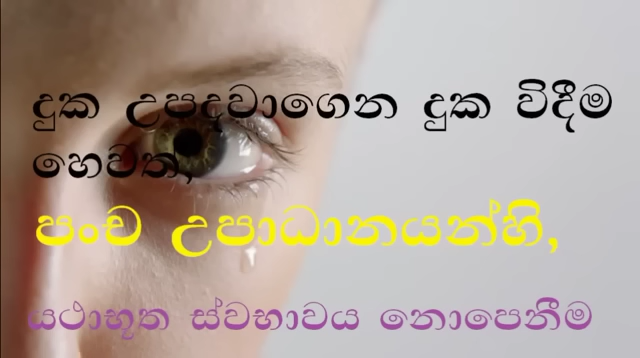 දුක උපදවාගෙන දුක විදීම
හෙවත්,
පංච උපාධානයන්හි,
යථාභූත ස්වභාවය නොපෙනීම